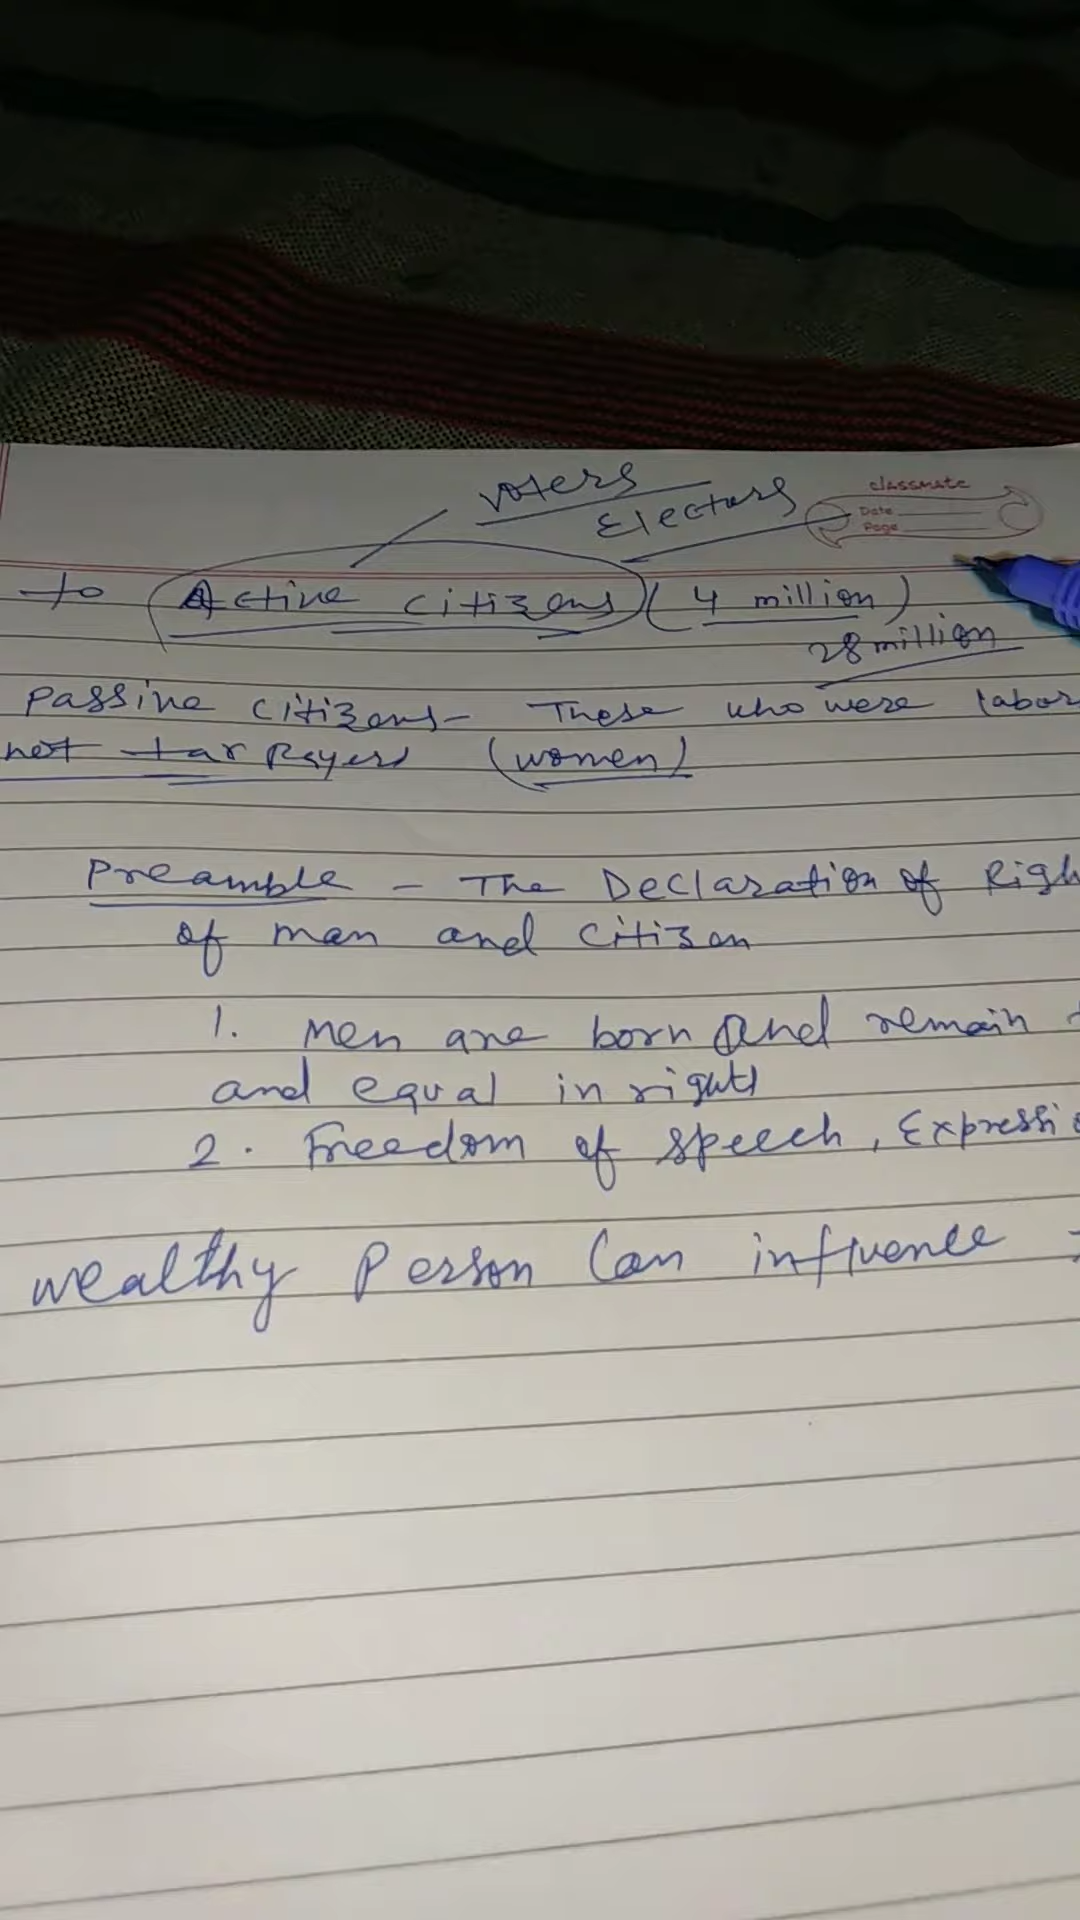 voters
Electors
classmate
Date
Page
to Active citizens (4 million)
28 million
Passive citizens - These who were labor
not tax Payers (women)
Preamble - The Declaration of Righ
of man and citizen
1. Men are born and remain
and equal in rights
2. Freedom of speech, Expressi
wealthy Person Can influence